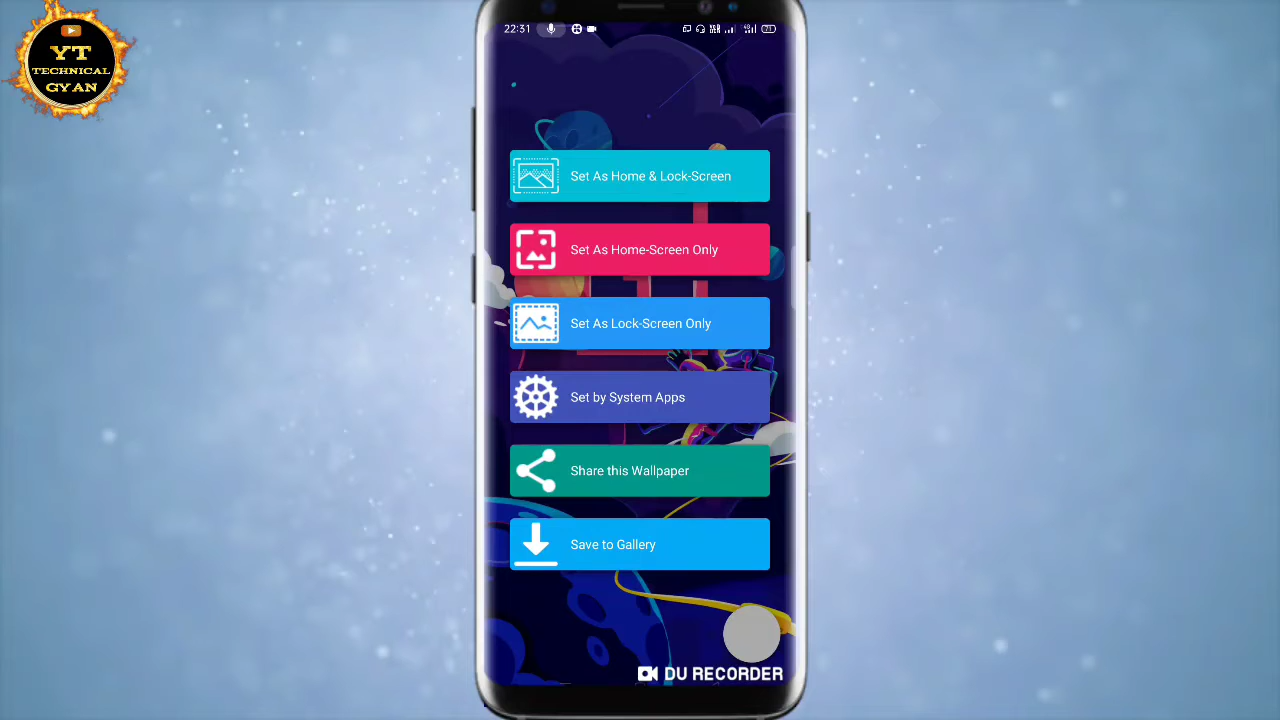 YT
TECHNICAL
GYAN
22:31
Set As Home & Lock-Screen
Set As Home-Screen Only
Set As Lock-Screen Only
Set by System Apps
Share this Wallpaper
Save to Gallery
DU RECORDER